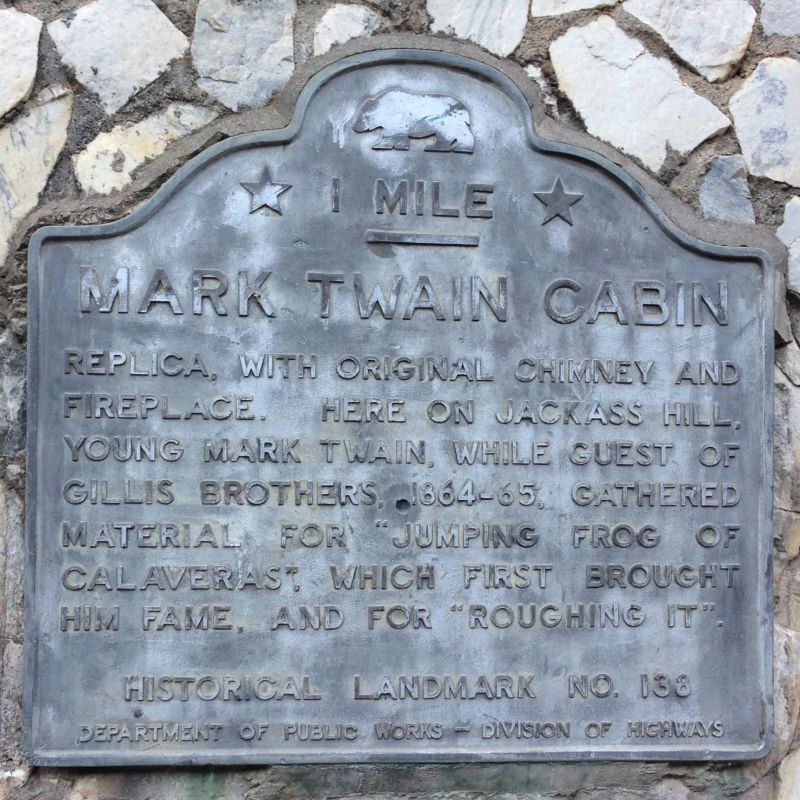 1 MILE
MARK TWAIN CABIN
REPLICA, WITH ORIGINAL CHIMNEY AND
FIREPLACE. HERE ON JACKASS HILL,
YOUNG MARK TWAIN, WHILE GUEST OF
GILLIS BROTHERS, 1864-65, GATHERED
MATERIAL FOR "JUMPING FROG OF
CALAVERAS", WHICH FIRST BROUGHT
HIM FAME, AND FOR "ROUGHING IT".
HISTORICAL LANDMARK NO. 138
DEPARTMENT OF PUBLIC WORKS – DIVISION OF HIGHWAYS